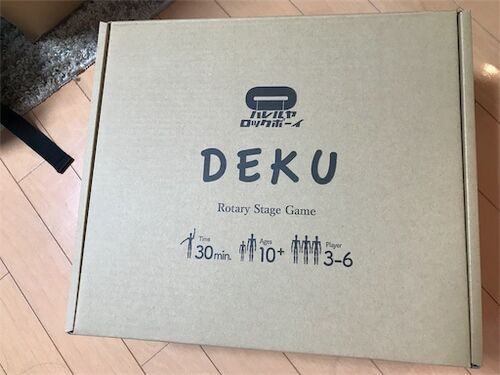 ハレルヤ
ロックボーイ
DEKU
Rotary Stage Game
Time
30min.
Ages
10+
Player
3-6